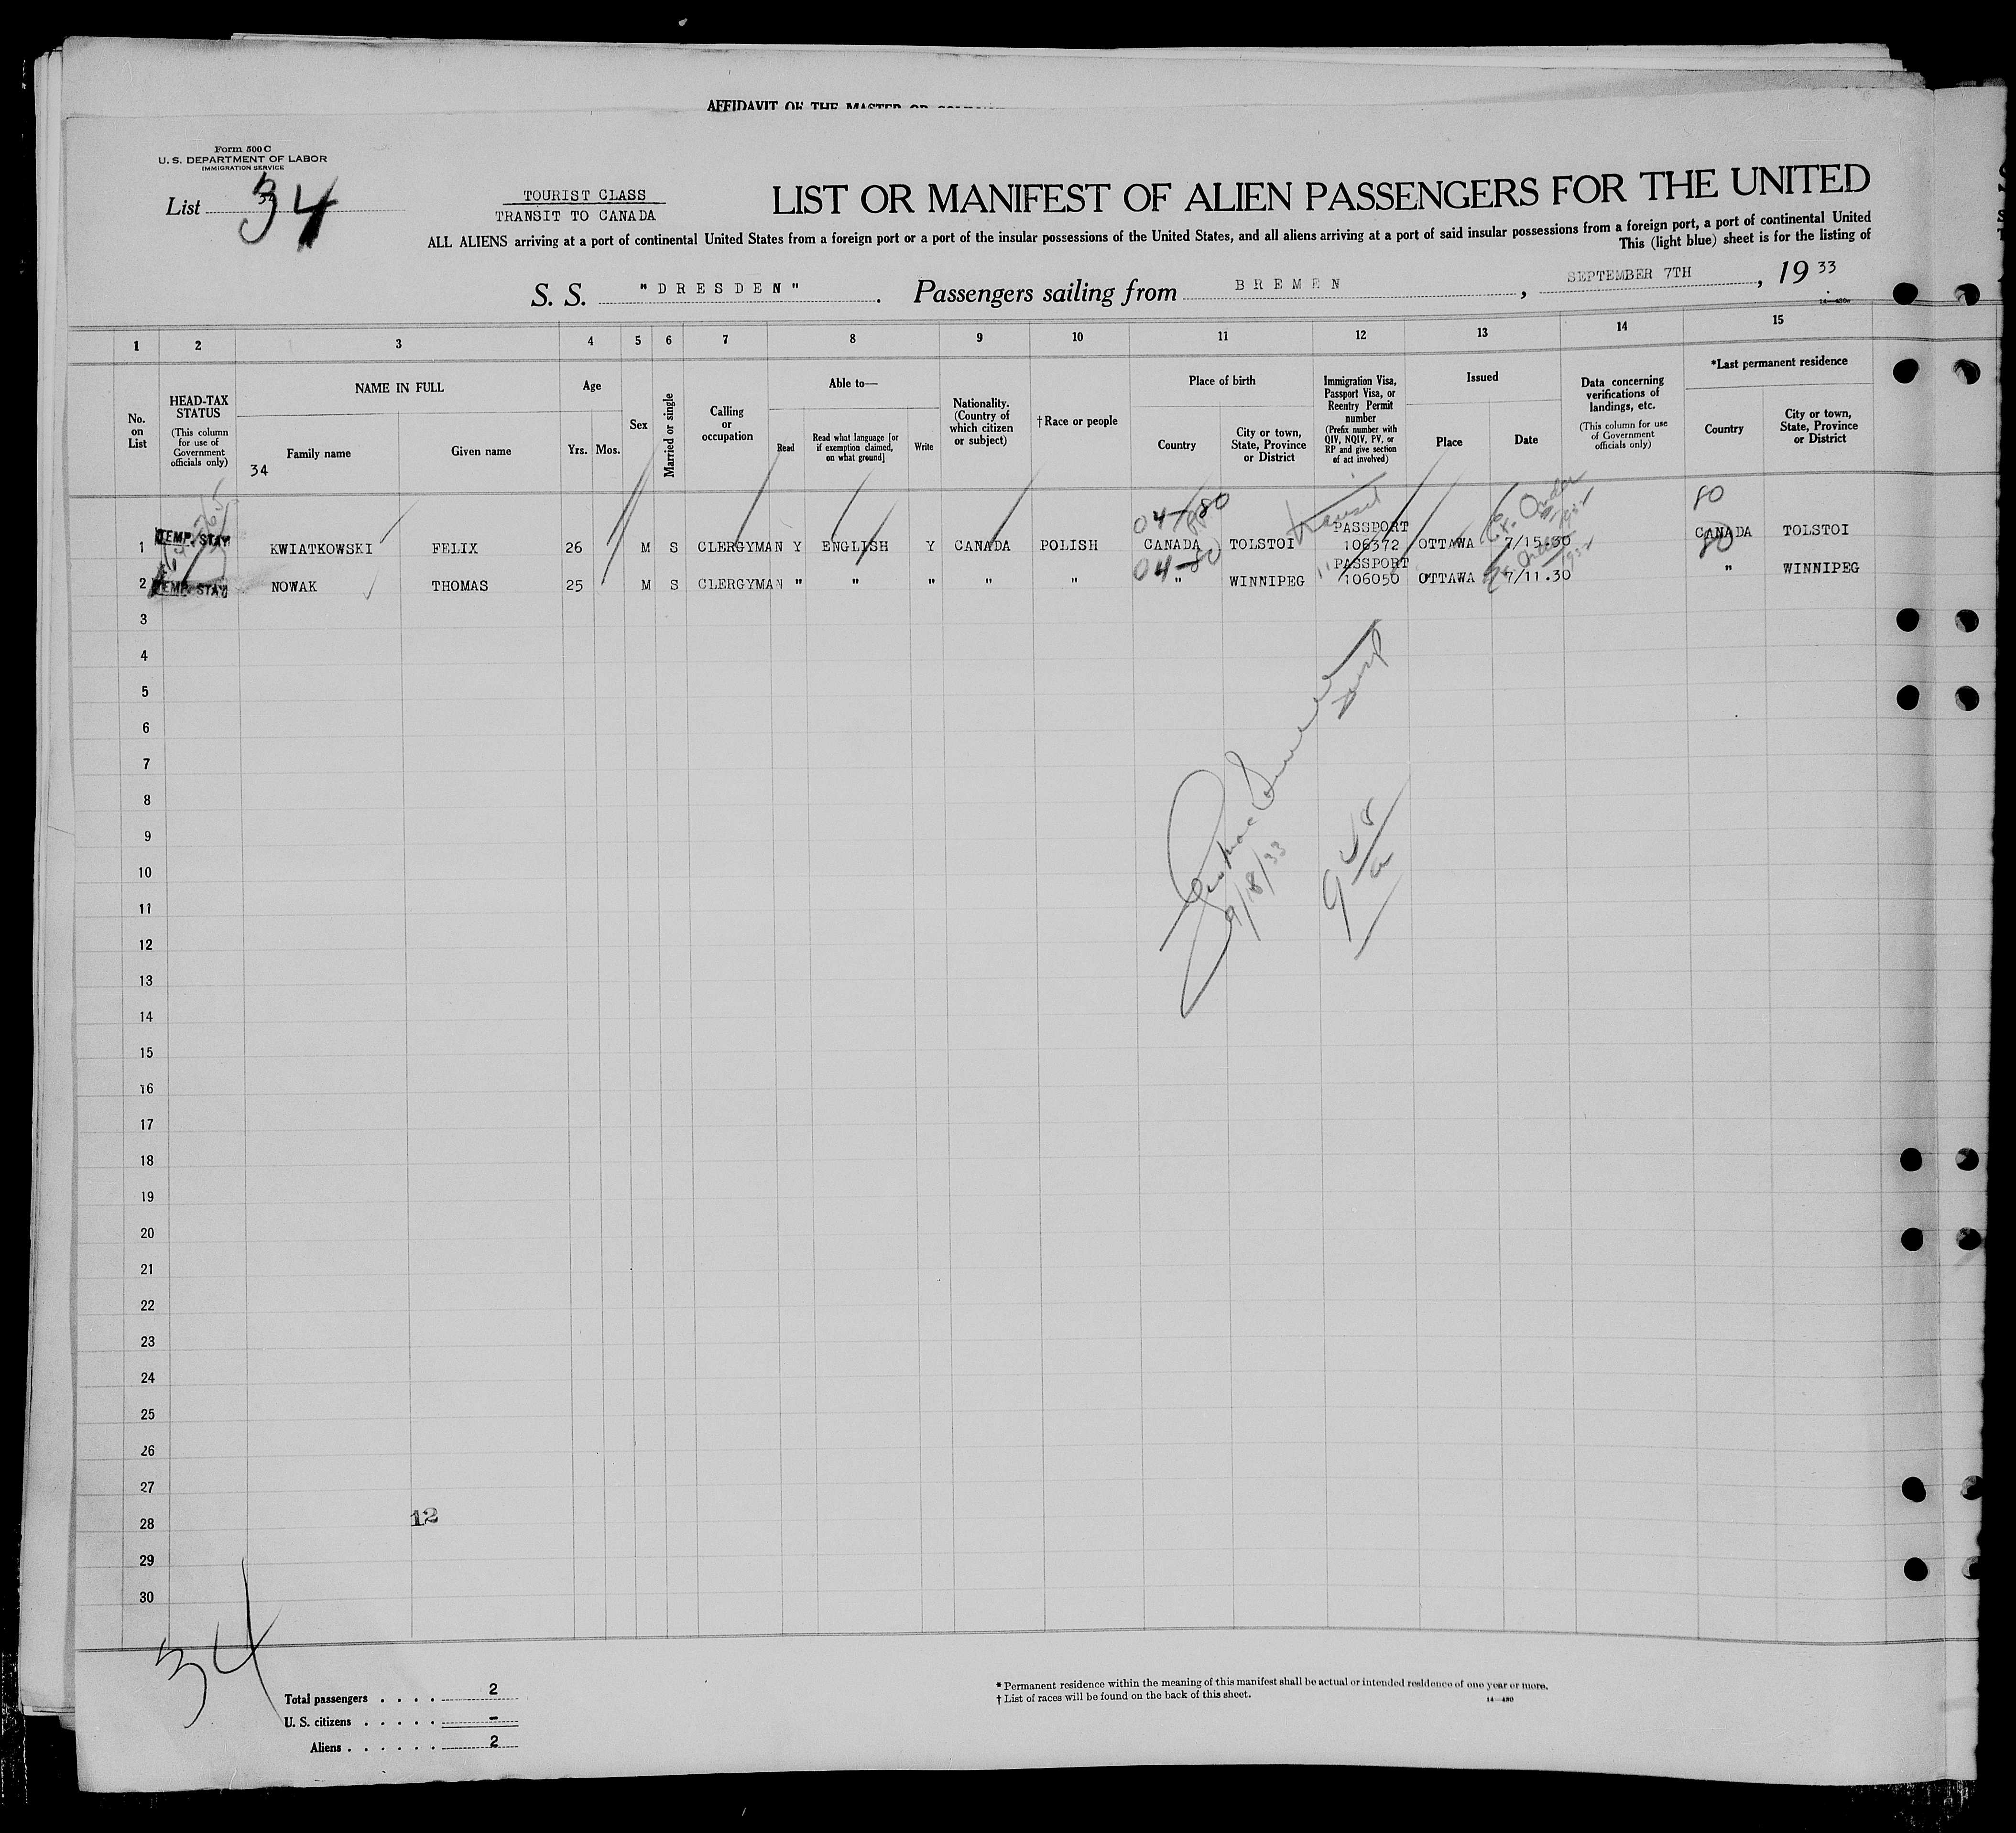 AFFIDAVIT OF THE MASTER OR
Form 500 C
U. S. DEPARTMENT OF LABOR
IMMIGRATION SERVICE
List 34
TOURIST CLASS
TRANSIT TO CANADA
LIST OR MANIFEST OF ALIEN PASSENGERS FOR THE UNITED
ALL ALIENS arriving at a port of continental United States from a foreign port or a port of the insular possessions of the United States, and all aliens arriving at a port of said insular possessions from a foreign port, a port of continental United
This (light blue) sheet is for the listing of
S. S. "DRESDEN" . Passengers sailing from BREMEN , SEPTEMBER 7TH , 19 33
14—430
1 2 3 4 5 6 7 8 9 10 11 12 13 14 15
No. on List
HEAD-TAX STATUS (This column for use of Government officials only)
NAME IN FULL
34 Family name
Given name
Age
Yrs. Mos.
Sex
Married or single
Calling or occupation
Able to—
Read
Read what language [or if exemption claimed, on what ground]
Write
Nationality. (Country of which citizen or subject)
† Race or people
Place of birth
Country
City or town, State, Province or District
Immigration Visa, Passport Visa, or Reentry Permit number (Prefix number with QIV, NQIV, PV, or RP and give section of act involved)
Issued
Place
Date
Data concerning verifications of landings, etc. (This column for use of Government officials only)
*Last permanent residence
Country
City or town, State, Province or District
04-80 Transit 80
1 TEMP. STAY KWIATKOWSKI FELIX 26 M S CLERGYMAN Y ENGLISH Y CANADA POLISH CANADA TOLSTOI PASSPORT 106372 OTTAWA 7/15.30 CANADA TOLSTOI
04-80 80
2 TEMP. STAY NOWAK THOMAS 25 M S CLERGYMAN " " " " " " WINNIPEG PASSPORT 106050 OTTAWA 7/11.30 " WINNIPEG
3
4
5
6
7
8
9
10
9/18/33
11
12
13
14
15
16
17
18
19
20
21
22
23
24
25
26
27
28 12
29
30
34
Total passengers . . . . 2
U. S. citizens . . . . . –
Aliens . . . . . . 2
* Permanent residence within the meaning of this manifest shall be actual or intended residence of one year or more.
† List of races will be found on the back of this sheet.
14—430